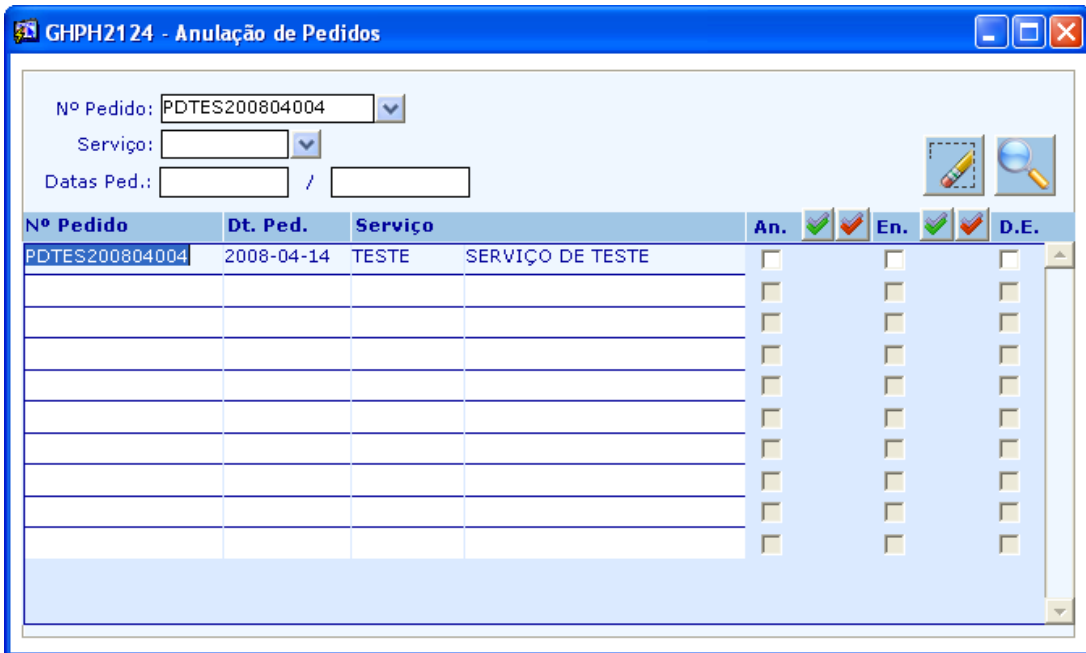 GHPH2124 - Anulação de Pedidos
Nº Pedido: PDTES200804004
Serviço:
Datas Ped.: /
Nº Pedido Dt. Ped. Serviço An. En. D.E.
PDTES200804004 2008-04-14 TESTE SERVIÇO DE TESTE